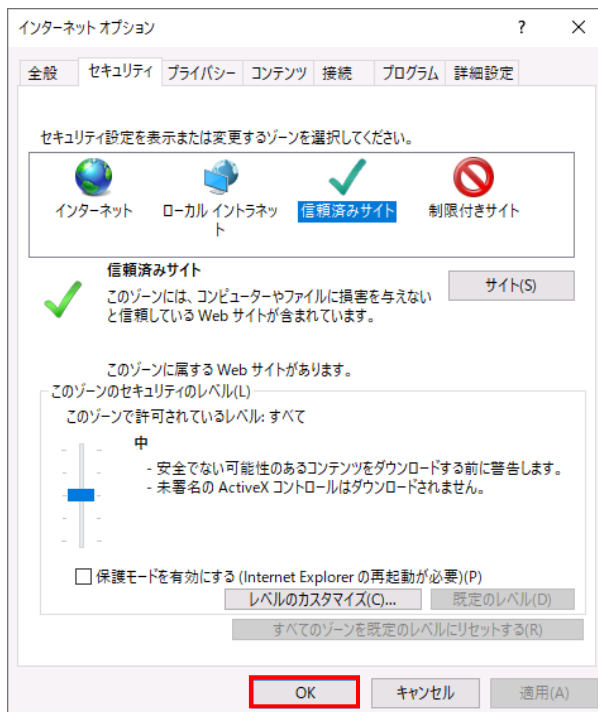 インターネット オプション
? ×
全般 セキュリティ プライバシー コンテンツ 接続 プログラム 詳細設定
セキュリティ設定を表示または変更するゾーンを選択してください。
インターネット
ローカル イントラネッ
ト
信頼済みサイト
制限付きサイト
信頼済みサイト
サイト(S)
このゾーンには、コンピューターやファイルに損害を与えない
と信頼している Web サイトが含まれています。
このゾーンに属する Web サイトがあります。
このゾーンのセキュリティのレベル(L)
このゾーンで許可されているレベル: すべて
中
- 安全でない可能性のあるコンテンツをダウンロードする前に警告します。
- 未署名の ActiveX コントロールはダウンロードされません。
保護モードを有効にする (Internet Explorer の再起動が必要)(P)
レベルのカスタマイズ(C)... 既定のレベル(D)
すべてのゾーンを既定のレベルにリセットする(R)
OK キャンセル 適用(A)